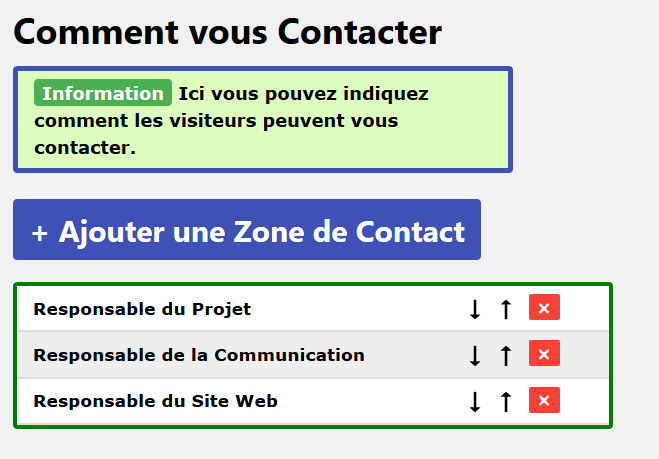 Comment vous Contacter
Information Ici vous pouvez indiquez
comment les visiteurs peuvent vous
contacter.
+ Ajouter une Zone de Contact
Responsable du Projet ↓ ↑ ×
Responsable de la Communication ↓ ↑ ×
Responsable du Site Web ↓ ↑ ×